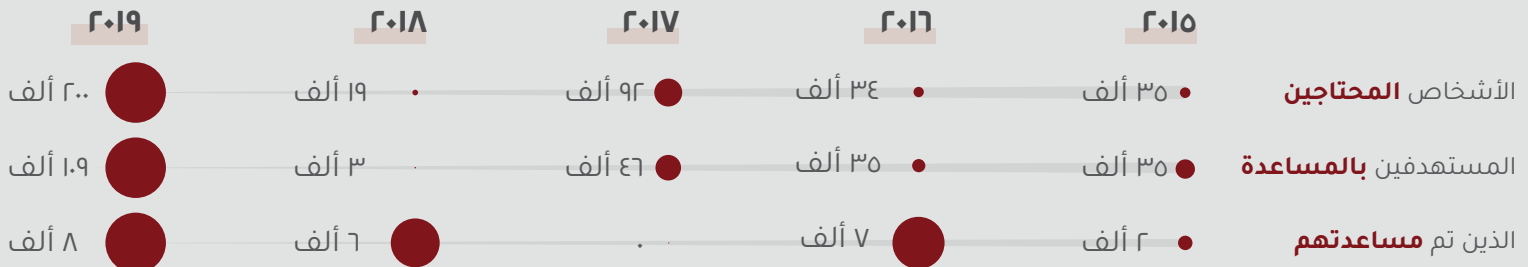 ٢٠١٥ ٢٠١٦ ٢٠١٧ ٢٠١٨ ٢٠١٩
الأشخاص المحتاجين ٣٥ ألف ٣٤ ألف ٩٢ ألف ١٩ ألف ٢٠٠ ألف
المستهدفين بالمساعدة ٣٥ ألف ٣٥ ألف ٤٦ ألف ٣ ألف ١٠٩ ألف
الذين تم مساعدتهم ٢ ألف ٧ ألف ٠ ٦ ألف ٨ ألف